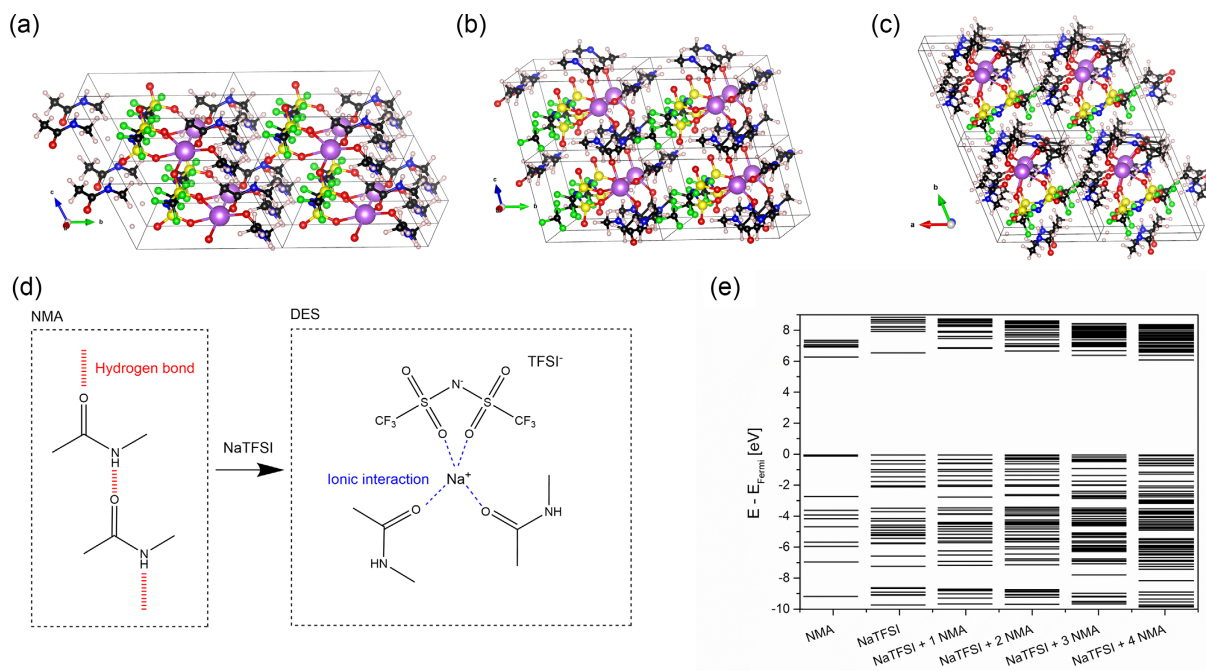 (a)
(b)
(c)
c
b
c
b
b
a
(d)
NMA
Hydrogen bond
O
N
H
O
N
H
NaTFSI
DES
TFSI-
O
N-
O
S
S
CF3
O
O
CF3
Ionic interaction
Na+
O
O
NH
HN
(e)
E - EFermi [eV]
8
6
4
2
0
-2
-4
-6
-8
-10
NMA
NaTFSI
NaTFSI + 1 NMA
NaTFSI + 2 NMA
NaTFSI + 3 NMA
NaTFSI + 4 NMA